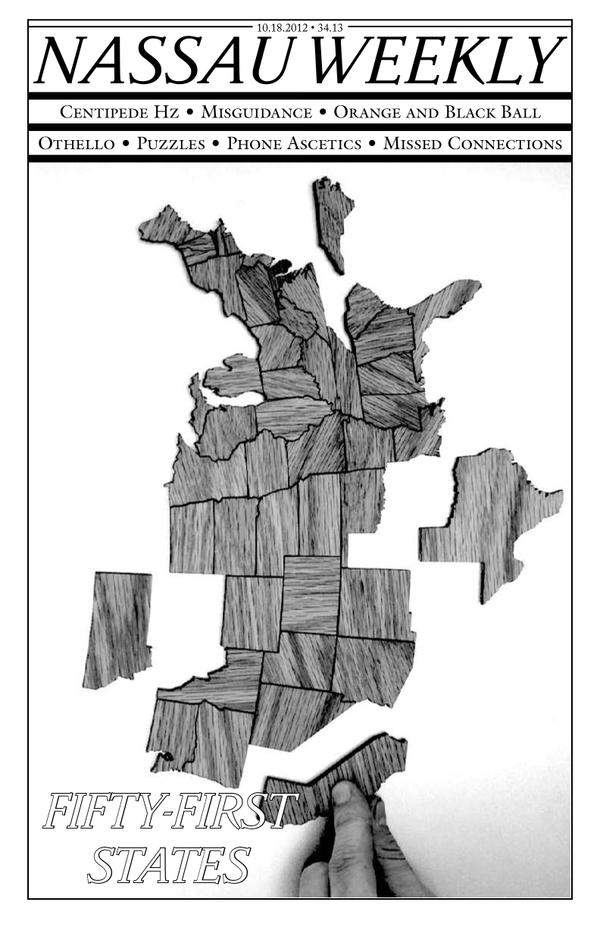 10.18.2012 • 34.13
NASSAU WEEKLY
CENTIPEDE HZ • MISGUIDANCE • ORANGE AND BLACK BALL
OTHELLO • PUZZLES • PHONE ASCETICS • MISSED CONNECTIONS
FIFTY-FIRST
STATES